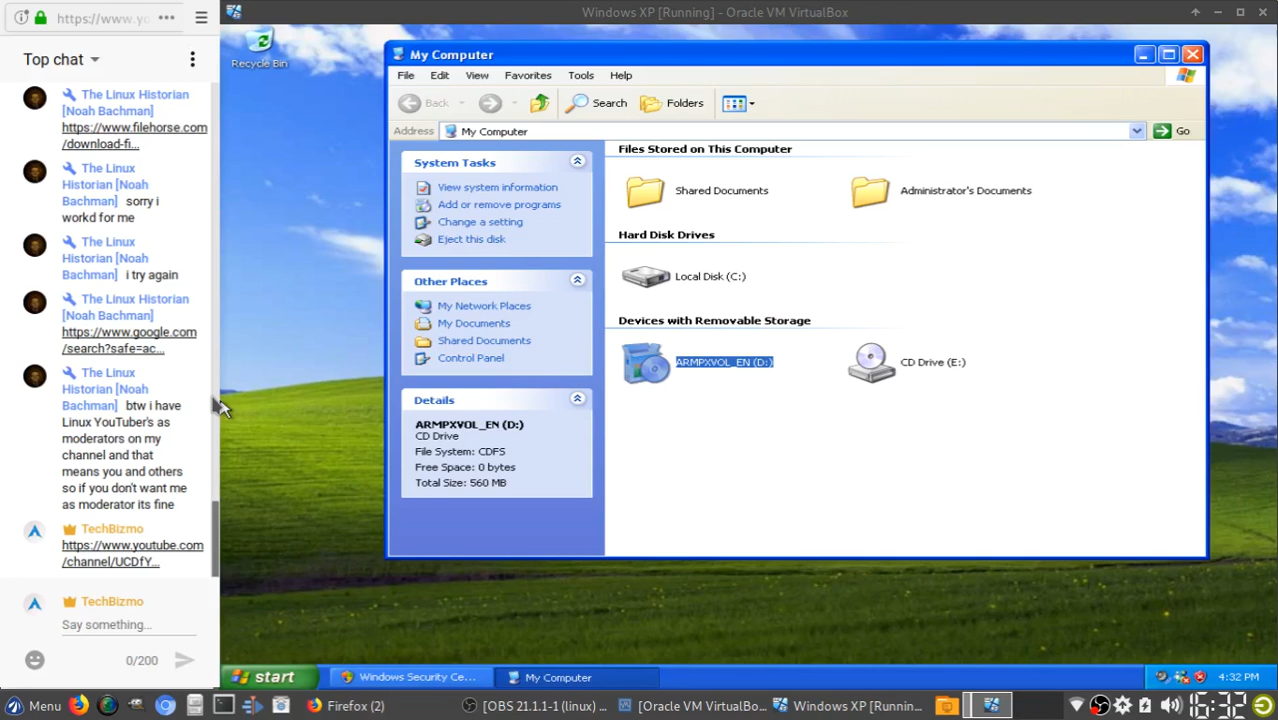 https://www.yo
Top chat
The Linux Historian
[Noah Bachman]
https://www.filehorse.com
/download-fi...
The Linux
Historian [Noah
Bachman] sorry i
workd for me
The Linux
Historian [Noah
Bachman] i try again
The Linux Historian
[Noah Bachman]
https://www.google.com
/search?safe=ac...
The Linux
Historian [Noah
Bachman] btw i have
Linux YouTuber's as
moderators on my
channel and that
means you and others
so if you don't want me
as moderator its fine
TechBizmo
https://www.youtube.com
/channel/UCDfY...
TechBizmo
Say something...
0/200
Windows XP [Running] - Oracle VM VirtualBox
Recycle Bin
My Computer
File Edit View Favorites Tools Help
Back Search Folders
Address My Computer Go
System Tasks
View system information
Add or remove programs
Change a setting
Eject this disk
Other Places
My Network Places
My Documents
Shared Documents
Control Panel
Details
ARMPXVOL_EN (D:)
CD Drive
File System: CDFS
Free Space: 0 bytes
Total Size: 560 MB
Files Stored on This Computer
Shared Documents Administrator's Documents
Hard Disk Drives
Local Disk (C:)
Devices with Removable Storage
ARMPXVOL_EN (D:) CD Drive (E:)
start Windows Security Ce... My Computer 4:32 PM
Menu Firefox (2) [OBS 21.1.1-1 (linux) ... [Oracle VM VirtualBo... Windows XP [Runnin... 16:32